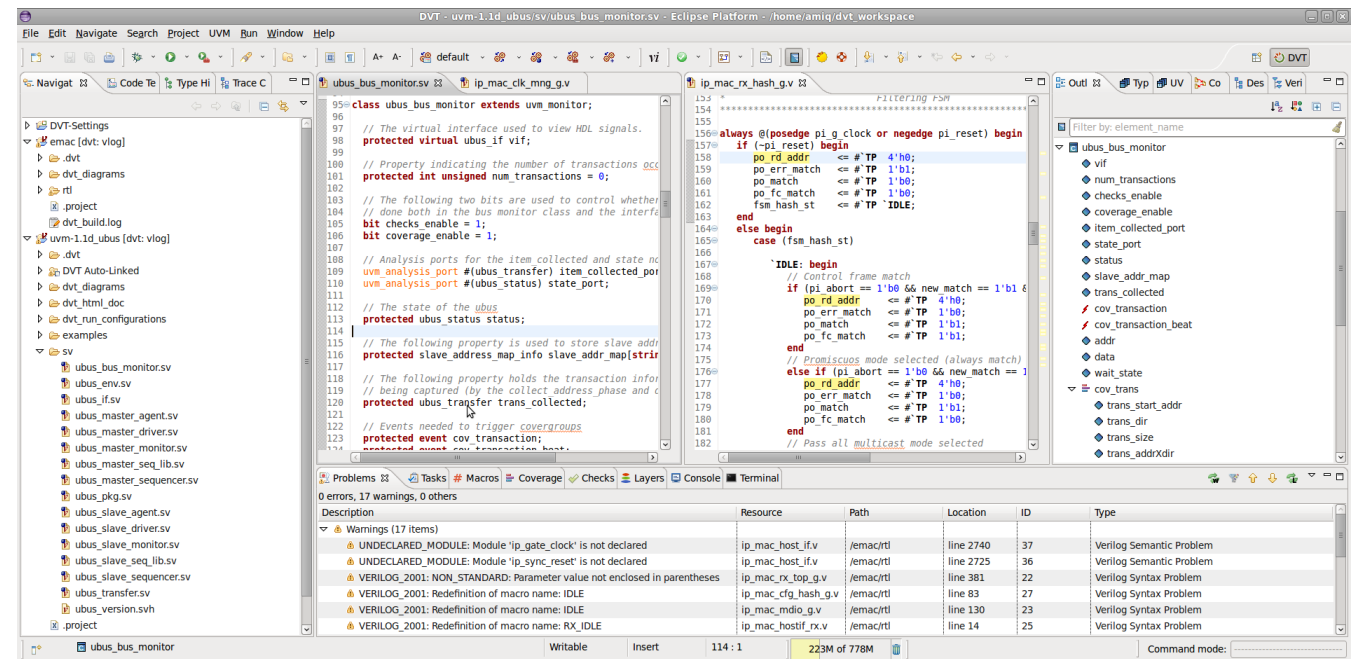 DVT - uvm-1.1d_ubus/sv/ubus_bus_monitor.sv - Eclipse Platform - /home/amiq/dvt_workspace
File Edit Navigate Search Project UVM Run Window Help
A+ A- default vi DVT
Navigat Code Te Type Hi Trace C
DVT-Settings
emac [dvt: vlog]
.dvt
dvt_diagrams
rtl
.project
dvt_build.log
uvm-1.1d_ubus [dvt: vlog]
.dvt
DVT Auto-Linked
dvt_diagrams
dvt_html_doc
dvt_run_configurations
examples
sv
ubus_bus_monitor.sv
ubus_env.sv
ubus_if.sv
ubus_master_agent.sv
ubus_master_driver.sv
ubus_master_monitor.sv
ubus_master_seq_lib.sv
ubus_master_sequencer.sv
ubus_pkg.sv
ubus_slave_agent.sv
ubus_slave_driver.sv
ubus_slave_monitor.sv
ubus_slave_seq_lib.sv
ubus_slave_sequencer.sv
ubus_transfer.sv
ubus_version.svh
.project
ubus_bus_monitor.sv ip_mac_clk_mng_g.v
95 class ubus_bus_monitor extends uvm_monitor;
96
97 // The virtual interface used to view HDL signals.
98 protected virtual ubus_if vif;
99
100 // Property indicating the number of transactions occ
101 protected int unsigned num_transactions = 0;
102
103 // The following two bits are used to control whether
104 // done both in the bus monitor class and the interfa
105 bit checks_enable = 1;
106 bit coverage_enable = 1;
107
108 // Analysis ports for the item_collected and state no
109 uvm_analysis_port #(ubus_transfer) item_collected_por
110 uvm_analysis_port #(ubus_status) state_port;
111
112 // The state of the ubus
113 protected ubus_status status;
114
115 // The following property is used to store slave addr
116 protected slave_address_map_info slave_addr_map[strin
117
118 // The following property holds the transaction infor
119 // being captured (by the collect_address_phase and c
120 protected ubus_transfer trans_collected;
121
122 // Events needed to trigger covergroups
123 protected event cov_transaction;
124 protected event cov_transaction_beat;
ip_mac_rx_hash_g.v
153 * Filtering FSM
154 ******************************************************
155
156 always @(posedge pi_g_clock or negedge pi_reset) begin
157 if (~pi_reset) begin
158 po_rd_addr <= #`TP 4'h0;
159 po_err_match <= #`TP 1'b1;
160 po_match <= #`TP 1'b0;
161 po_fc_match <= #`TP 1'b0;
162 fsm_hash_st <= #`TP `IDLE;
163 end
164 else begin
165 case (fsm_hash_st)
166
167 `IDLE: begin
168 // Control frame match
169 if (pi_abort == 1'b0 && new_match == 1'b1 &
170 po_rd_addr <= #`TP 4'h0;
171 po_err_match <= #`TP 1'b0;
172 po_match <= #`TP 1'b1;
173 po_fc_match <= #`TP 1'b1;
174 end
175 // Promiscuos mode selected (always match)
176 else if (pi_abort == 1'b0 && new_match == 1
177 po_rd_addr <= #`TP 4'h0;
178 po_err_match <= #`TP 1'b0;
179 po_match <= #`TP 1'b1;
180 po_fc_match <= #`TP 1'b0;
181 end
182 // Pass all multicast mode selected
Outl Typ UV Co Des Veri
Filter by: element_name
ubus_bus_monitor
vif
num_transactions
checks_enable
coverage_enable
item_collected_port
state_port
status
slave_addr_map
trans_collected
cov_transaction
cov_transaction_beat
addr
data
wait_state
cov_trans
trans_start_addr
trans_dir
trans_size
trans_addrXdir
Problems Tasks # Macros Coverage Checks Layers Console Terminal
0 errors, 17 warnings, 0 others
Description Resource Path Location ID Type
Warnings (17 items)
UNDECLARED_MODULE: Module 'ip_gate_clock' is not declared ip_mac_host_if.v /emac/rtl line 2740 37 Verilog Semantic Problem
UNDECLARED_MODULE: Module 'ip_sync_reset' is not declared ip_mac_host_if.v /emac/rtl line 2725 36 Verilog Semantic Problem
VERILOG_2001: NON_STANDARD: Parameter value not enclosed in parentheses ip_mac_rx_top_g.v /emac/rtl line 381 22 Verilog Syntax Problem
VERILOG_2001: Redefinition of macro name: IDLE ip_mac_cfg_hash_g.v /emac/rtl line 83 27 Verilog Syntax Problem
VERILOG_2001: Redefinition of macro name: IDLE ip_mac_mdio_g.v /emac/rtl line 130 23 Verilog Syntax Problem
VERILOG_2001: Redefinition of macro name: RX_IDLE ip_mac_hostif_rx.v /emac/rtl line 14 25 Verilog Syntax Problem
ubus_bus_monitor Writable Insert 114 : 1 223M of 778M Command mode: